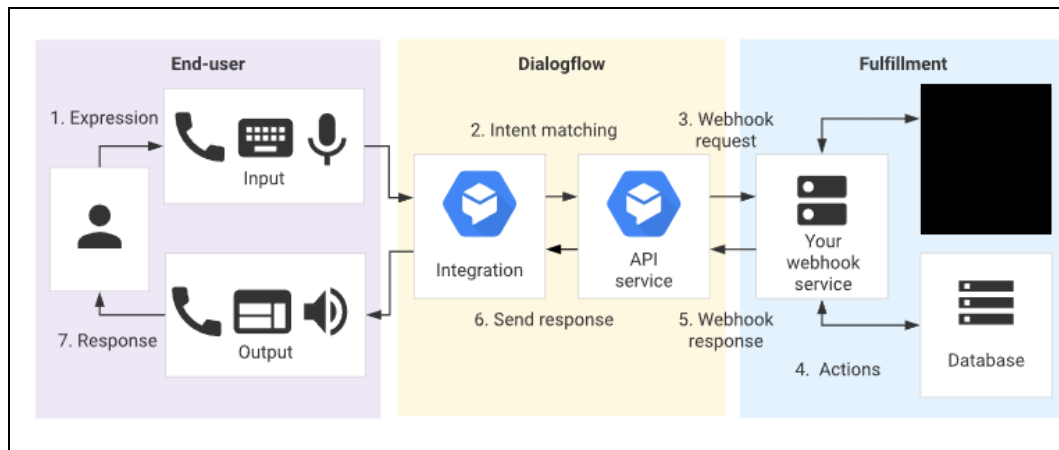 End-user
Dialogflow
Fulfillment
1. Expression
Input
2. Intent matching
3. Webhook
request
Integration
API
service
Your
webhook
service
Output
7. Response
6. Send response
5. Webhook
response
4. Actions
Database